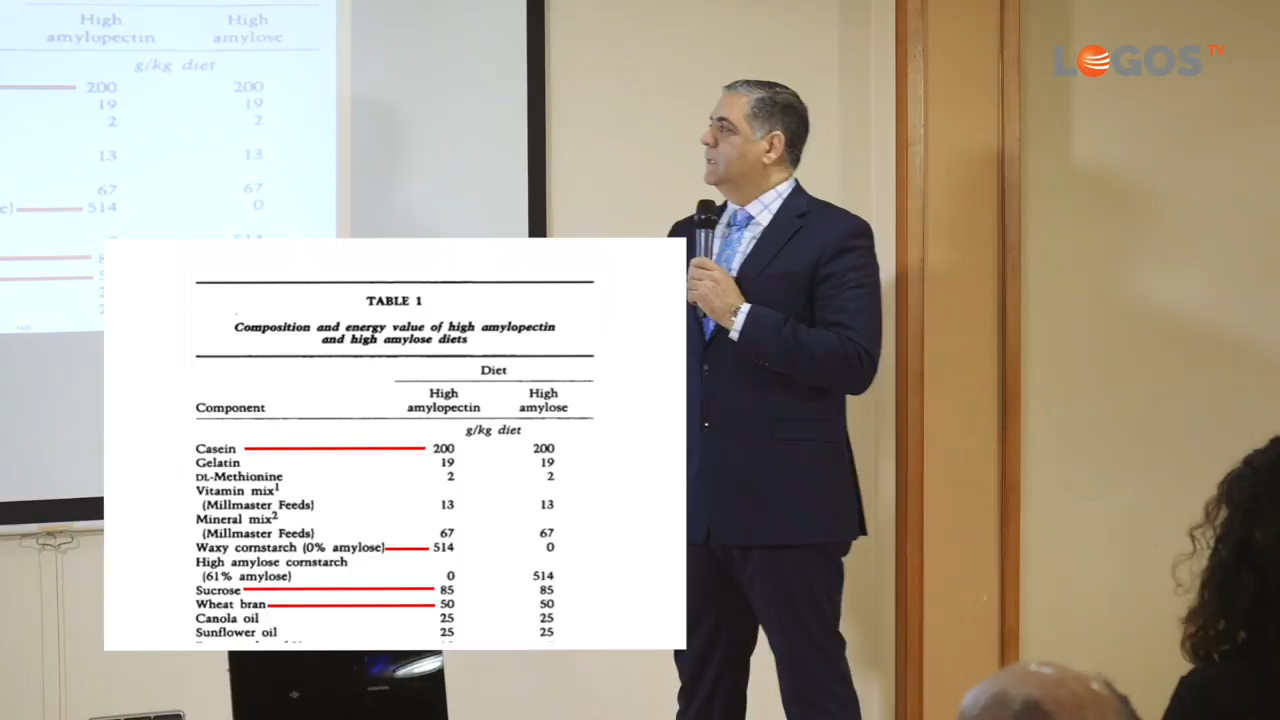 High High
amylopectin amylose
g/kg diet
200 200
19 19
2 2
13 13
67 67
e) 514 0
LOGOS TV
TABLE 1
Composition and energy value of high amylopectin
and high amylose diets
Diet
High High
Component amylopectin amylose
g/kg diet
Casein 200 200
Gelatin 19 19
DL-Methionine 2 2
Vitamin mix1
(Millmaster Feeds) 13 13
Mineral mix2
(Millmaster Feeds) 67 67
Waxy cornstarch (0% amylose) 514 0
High amylose cornstarch
(61% amylose) 0 514
Sucrose 85 85
Wheat bran 50 50
Canola oil 25 25
Sunflower oil 25 25